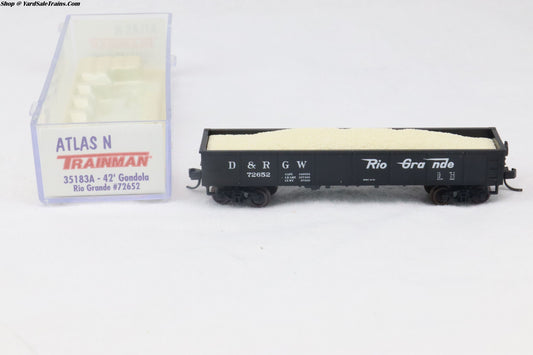 Shop @ YardSaleTrains.Com
ATLAS N
TRAINMAN
35183A - 42' Gondola
Rio Grande #72652
D & R G W
72652
Rio Grande